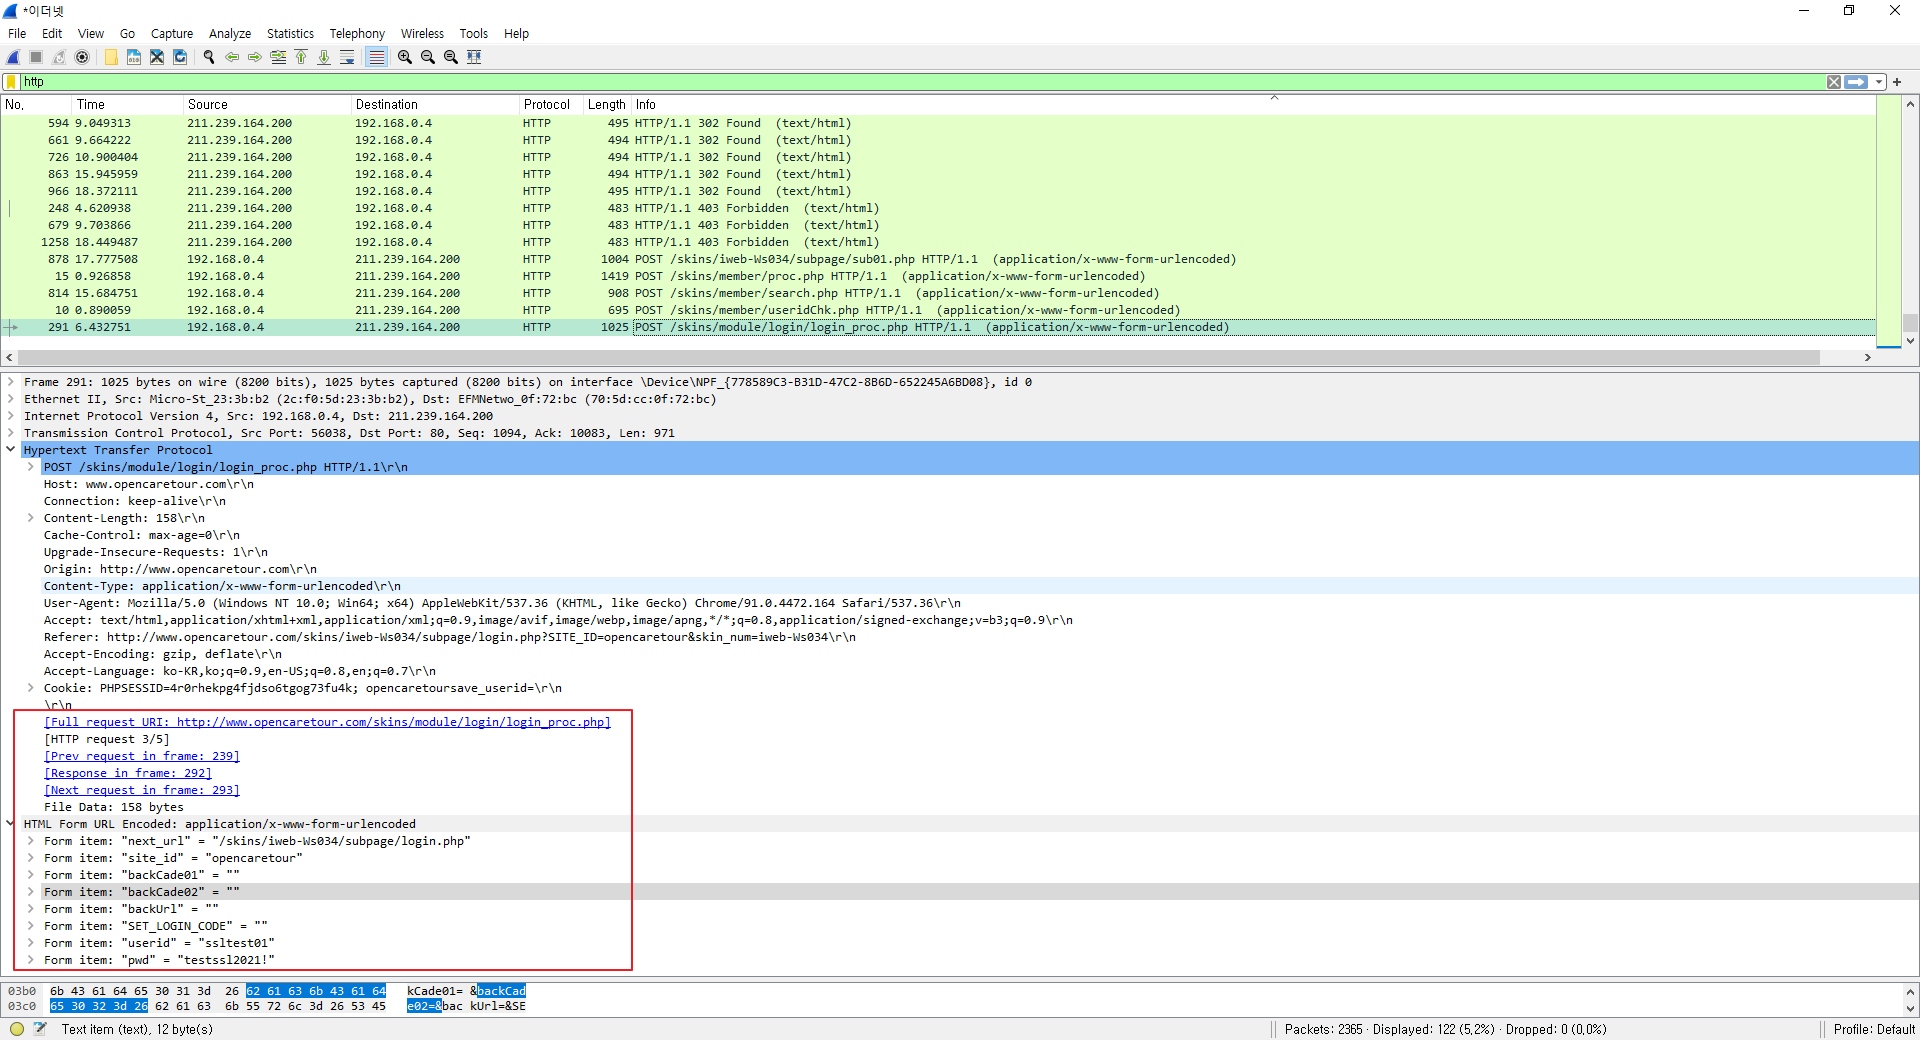 *이더넷
File Edit View Go Capture Analyze Statistics Telephony Wireless Tools Help
http
No. Time Source Destination Protocol Length Info
594 9.049313 211.239.164.200 192.168.0.4 HTTP 495 HTTP/1.1 302 Found (text/html)
661 9.664222 211.239.164.200 192.168.0.4 HTTP 494 HTTP/1.1 302 Found (text/html)
726 10.900404 211.239.164.200 192.168.0.4 HTTP 494 HTTP/1.1 302 Found (text/html)
863 15.945959 211.239.164.200 192.168.0.4 HTTP 494 HTTP/1.1 302 Found (text/html)
966 18.372111 211.239.164.200 192.168.0.4 HTTP 495 HTTP/1.1 302 Found (text/html)
248 4.620938 211.239.164.200 192.168.0.4 HTTP 483 HTTP/1.1 403 Forbidden (text/html)
679 9.703866 211.239.164.200 192.168.0.4 HTTP 483 HTTP/1.1 403 Forbidden (text/html)
1258 18.449487 211.239.164.200 192.168.0.4 HTTP 483 HTTP/1.1 403 Forbidden (text/html)
878 17.777508 192.168.0.4 211.239.164.200 HTTP 1004 POST /skins/iweb-Ws034/subpage/sub01.php HTTP/1.1 (application/x-www-form-urlencoded)
15 0.926858 192.168.0.4 211.239.164.200 HTTP 1419 POST /skins/member/proc.php HTTP/1.1 (application/x-www-form-urlencoded)
814 15.684751 192.168.0.4 211.239.164.200 HTTP 908 POST /skins/member/search.php HTTP/1.1 (application/x-www-form-urlencoded)
10 0.890059 192.168.0.4 211.239.164.200 HTTP 695 POST /skins/member/useridChk.php HTTP/1.1 (application/x-www-form-urlencoded)
291 6.432751 192.168.0.4 211.239.164.200 HTTP 1025 POST /skins/module/login/login_proc.php HTTP/1.1 (application/x-www-form-urlencoded)
Frame 291: 1025 bytes on wire (8200 bits), 1025 bytes captured (8200 bits) on interface \Device\NPF_{778589C3-B31D-47C2-8B6D-652245A6BD08}, id 0
Ethernet II, Src: Micro-St_23:3b:b2 (2c:f0:5d:23:3b:b2), Dst: EFMNetwo_0f:72:bc (70:5d:cc:0f:72:bc)
Internet Protocol Version 4, Src: 192.168.0.4, Dst: 211.239.164.200
Transmission Control Protocol, Src Port: 56038, Dst Port: 80, Seq: 1094, Ack: 10083, Len: 971
Hypertext Transfer Protocol
POST /skins/module/login/login_proc.php HTTP/1.1\r\n
Host: www.opencaretour.com\r\n
Connection: keep-alive\r\n
Content-Length: 158\r\n
Cache-Control: max-age=0\r\n
Upgrade-Insecure-Requests: 1\r\n
Origin: http://www.opencaretour.com\r\n
Content-Type: application/x-www-form-urlencoded\r\n
User-Agent: Mozilla/5.0 (Windows NT 10.0; Win64; x64) AppleWebKit/537.36 (KHTML, like Gecko) Chrome/91.0.4472.164 Safari/537.36\r\n
Accept: text/html,application/xhtml+xml,application/xml;q=0.9,image/avif,image/webp,image/apng,*/*;q=0.8,application/signed-exchange;v=b3;q=0.9\r\n
Referer: http://www.opencaretour.com/skins/iweb-Ws034/subpage/login.php?SITE_ID=opencaretour&skin_num=iweb-Ws034\r\n
Accept-Encoding: gzip, deflate\r\n
Accept-Language: ko-KR,ko;q=0.9,en-US;q=0.8,en;q=0.7\r\n
Cookie: PHPSESSID=4r0rhekpg4fjdso6tgog73fu4k; opencaretoursave_userid=\r\n
\r\n
[Full request URI: http://www.opencaretour.com/skins/module/login/login_proc.php]
[HTTP request 3/5]
[Prev request in frame: 239]
[Response in frame: 292]
[Next request in frame: 293]
File Data: 158 bytes
HTML Form URL Encoded: application/x-www-form-urlencoded
Form item: "next_url" = "/skins/iweb-Ws034/subpage/login.php"
Form item: "site_id" = "opencaretour"
Form item: "backCade01" = ""
Form item: "backCade02" = ""
Form item: "backUrl" = ""
Form item: "SET_LOGIN_CODE" = ""
Form item: "userid" = "ssltest01"
Form item: "pwd" = "testssl2021!"
03b0 6b 43 61 64 65 30 31 3d 26 62 61 63 6b 43 61 64 kCade01= &backCad
03c0 65 30 32 3d 26 62 61 63 6b 55 72 6c 3d 26 53 45 e02=&bac kUrl=&SE
Text item (text), 12 byte(s) Packets: 2365 · Displayed: 122 (5,2%) · Dropped: 0 (0,0%) Profile: Default